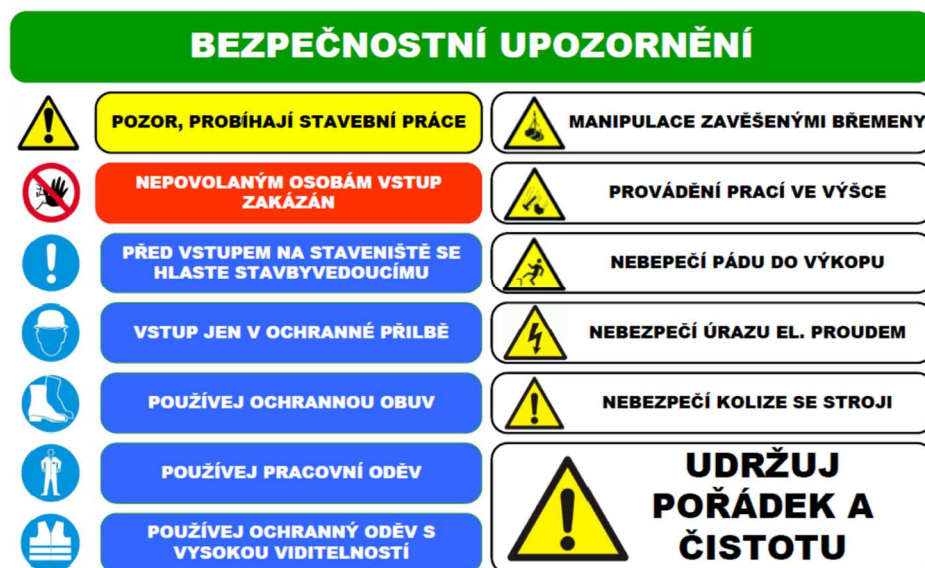 BEZPEČNOSTNÍ UPOZORNĚNÍ
POZOR, PROBÍHAJÍ STAVEBNÍ PRÁCE
NEPOVOLANÝM OSOBÁM VSTUP
ZAKÁZÁN
PŘED VSTUPEM NA STAVENIŠTĚ SE
HLASTE STAVBYVEDOUCÍMU
VSTUP JEN V OCHRANNÉ PŘILBĚ
POUŽÍVEJ OCHRANNOU OBUV
POUŽÍVEJ PRACOVNÍ ODĚV
POUŽÍVEJ OCHRANNÝ ODĚV S
VYSOKOU VIDITELNOSTÍ
MANIPULACE ZAVĚŠENÝMI BŘEMENY
PROVÁDĚNÍ PRACÍ VE VÝŠCE
NEBEPEČÍ PÁDU DO VÝKOPU
NEBEZPEČÍ ÚRAZU EL. PROUDEM
NEBEZPEČÍ KOLIZE SE STROJI
UDRŽUJ
POŘÁDEK A
ČISTOTU